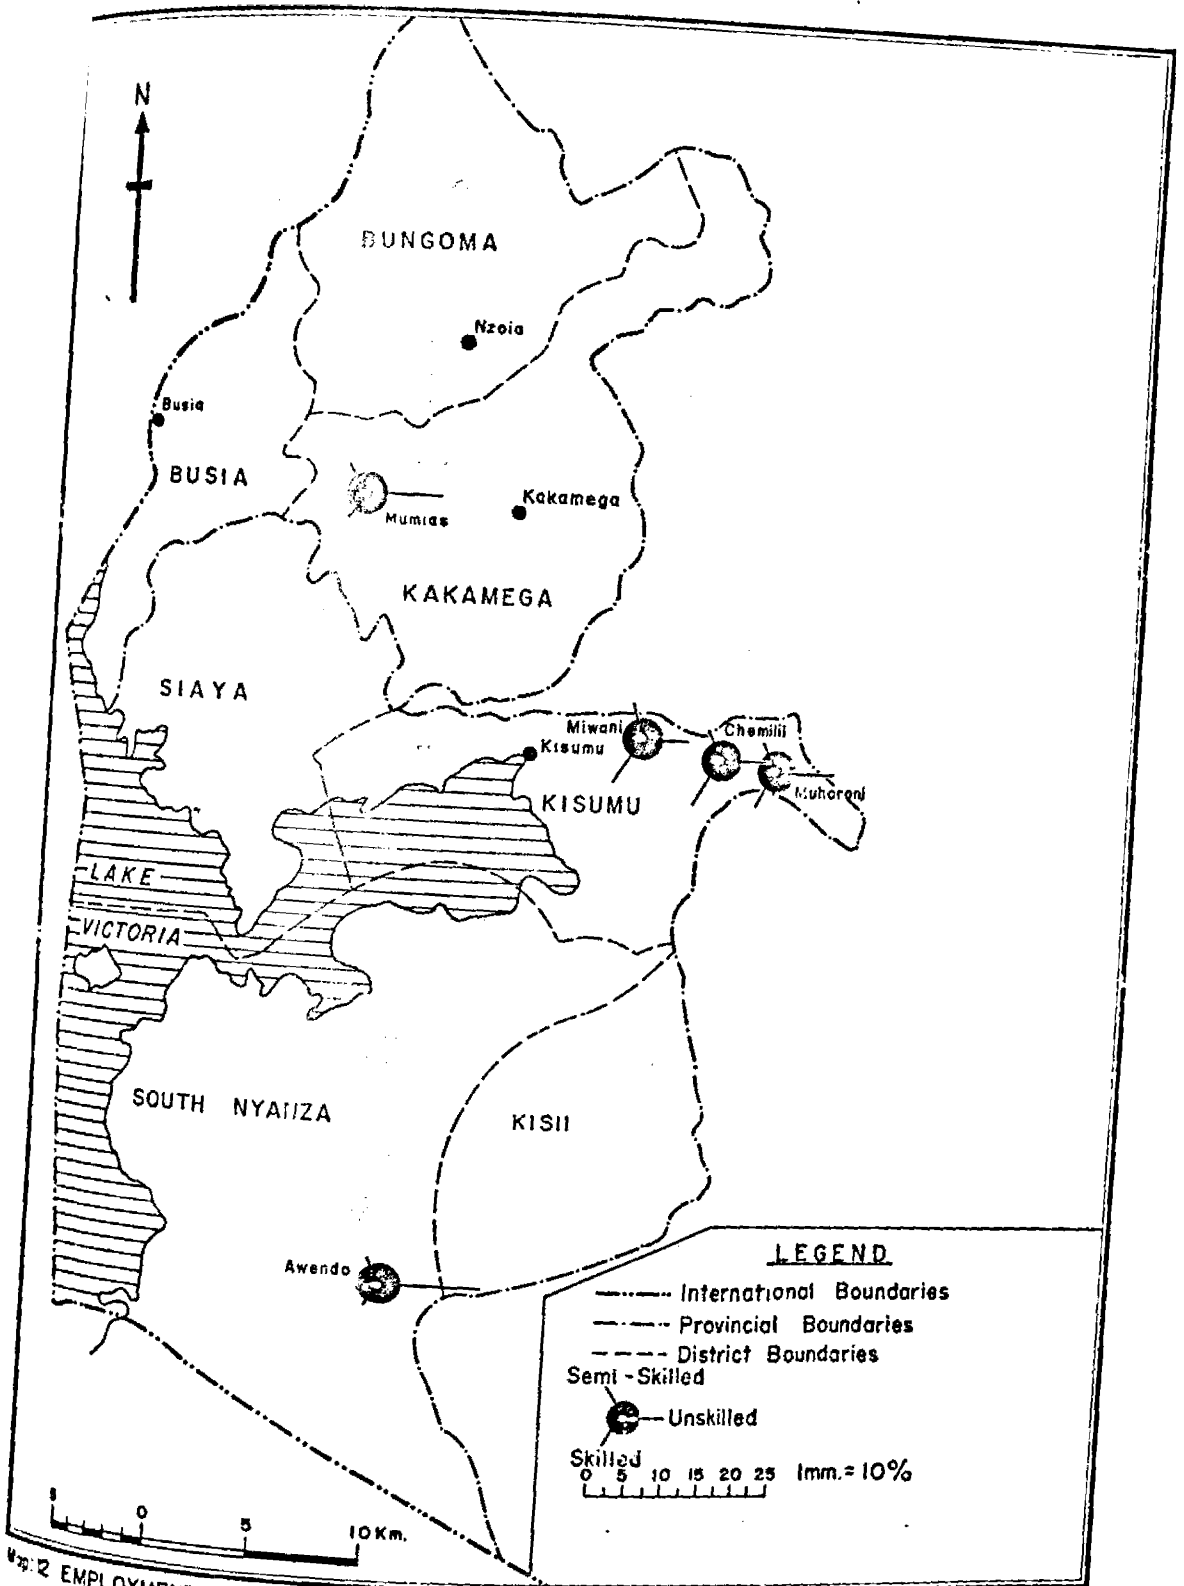 N
BUNGOMA
Nzoia
Busia
BUSIA
Kakamega
Mumias
KAKAMEGA
SIAYA
Miwani
Chemilil
Kisumu
Muhoroni
KISUMU
LAKE
VICTORIA
SOUTH NYANZA
KISII
Awendo
LEGEND
International Boundaries
Provincial Boundaries
District Boundaries
Semi-Skilled
Unskilled
Skilled
0 5 10 15 20 25 1mm.=10%
5 0 5 10Km.
Map:12 EMPLOYMEN